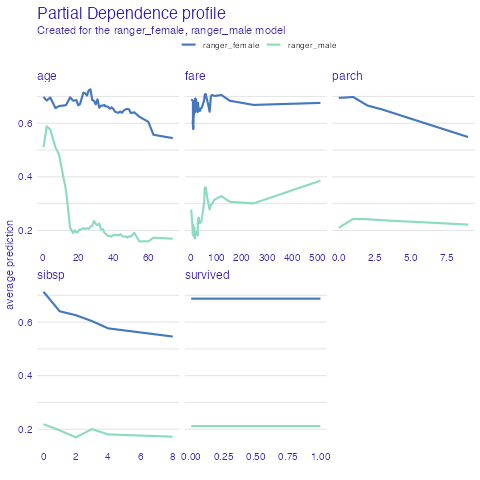 Partial Dependence profile
Created for the ranger_female, ranger_male model
ranger_female ranger_male
age fare parch
0.6
0.4
0.2
0 20 40 60 0 100 200 300 400 500 0.0 2.5 5.0 7.5
average prediction
sibsp survived
0.6
0.4
0.2
0 2 4 6 8 0.00 0.25 0.50 0.75 1.00